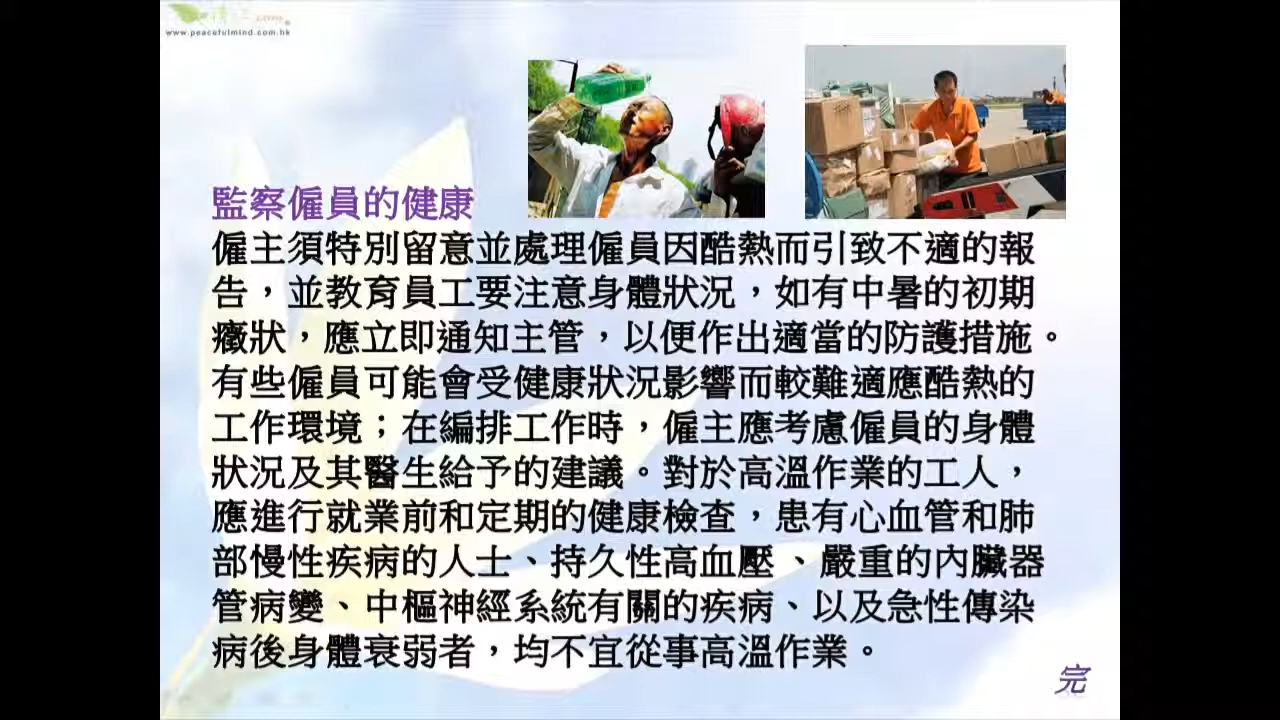 www.peacefulmind.com.hk
監察僱員的健康
僱主須特別留意並處理僱員因酷熱而引致不適的報
告，並教育員工要注意身體狀況，如有中暑的初期
癥狀，應立即通知主管，以便作出適當的防護措施。
有些僱員可能會受健康狀況影響而較難適應酷熱的
工作環境；在編排工作時，僱主應考慮僱員的身體
狀況及其醫生給予的建議。對於高溫作業的工人，
應進行就業前和定期的健康檢查，患有心血管和肺
部慢性疾病的人士、持久性高血壓、嚴重的內臟器
管病變、中樞神經系統有關的疾病、以及急性傳染
病後身體衰弱者，均不宜從事高溫作業。
完